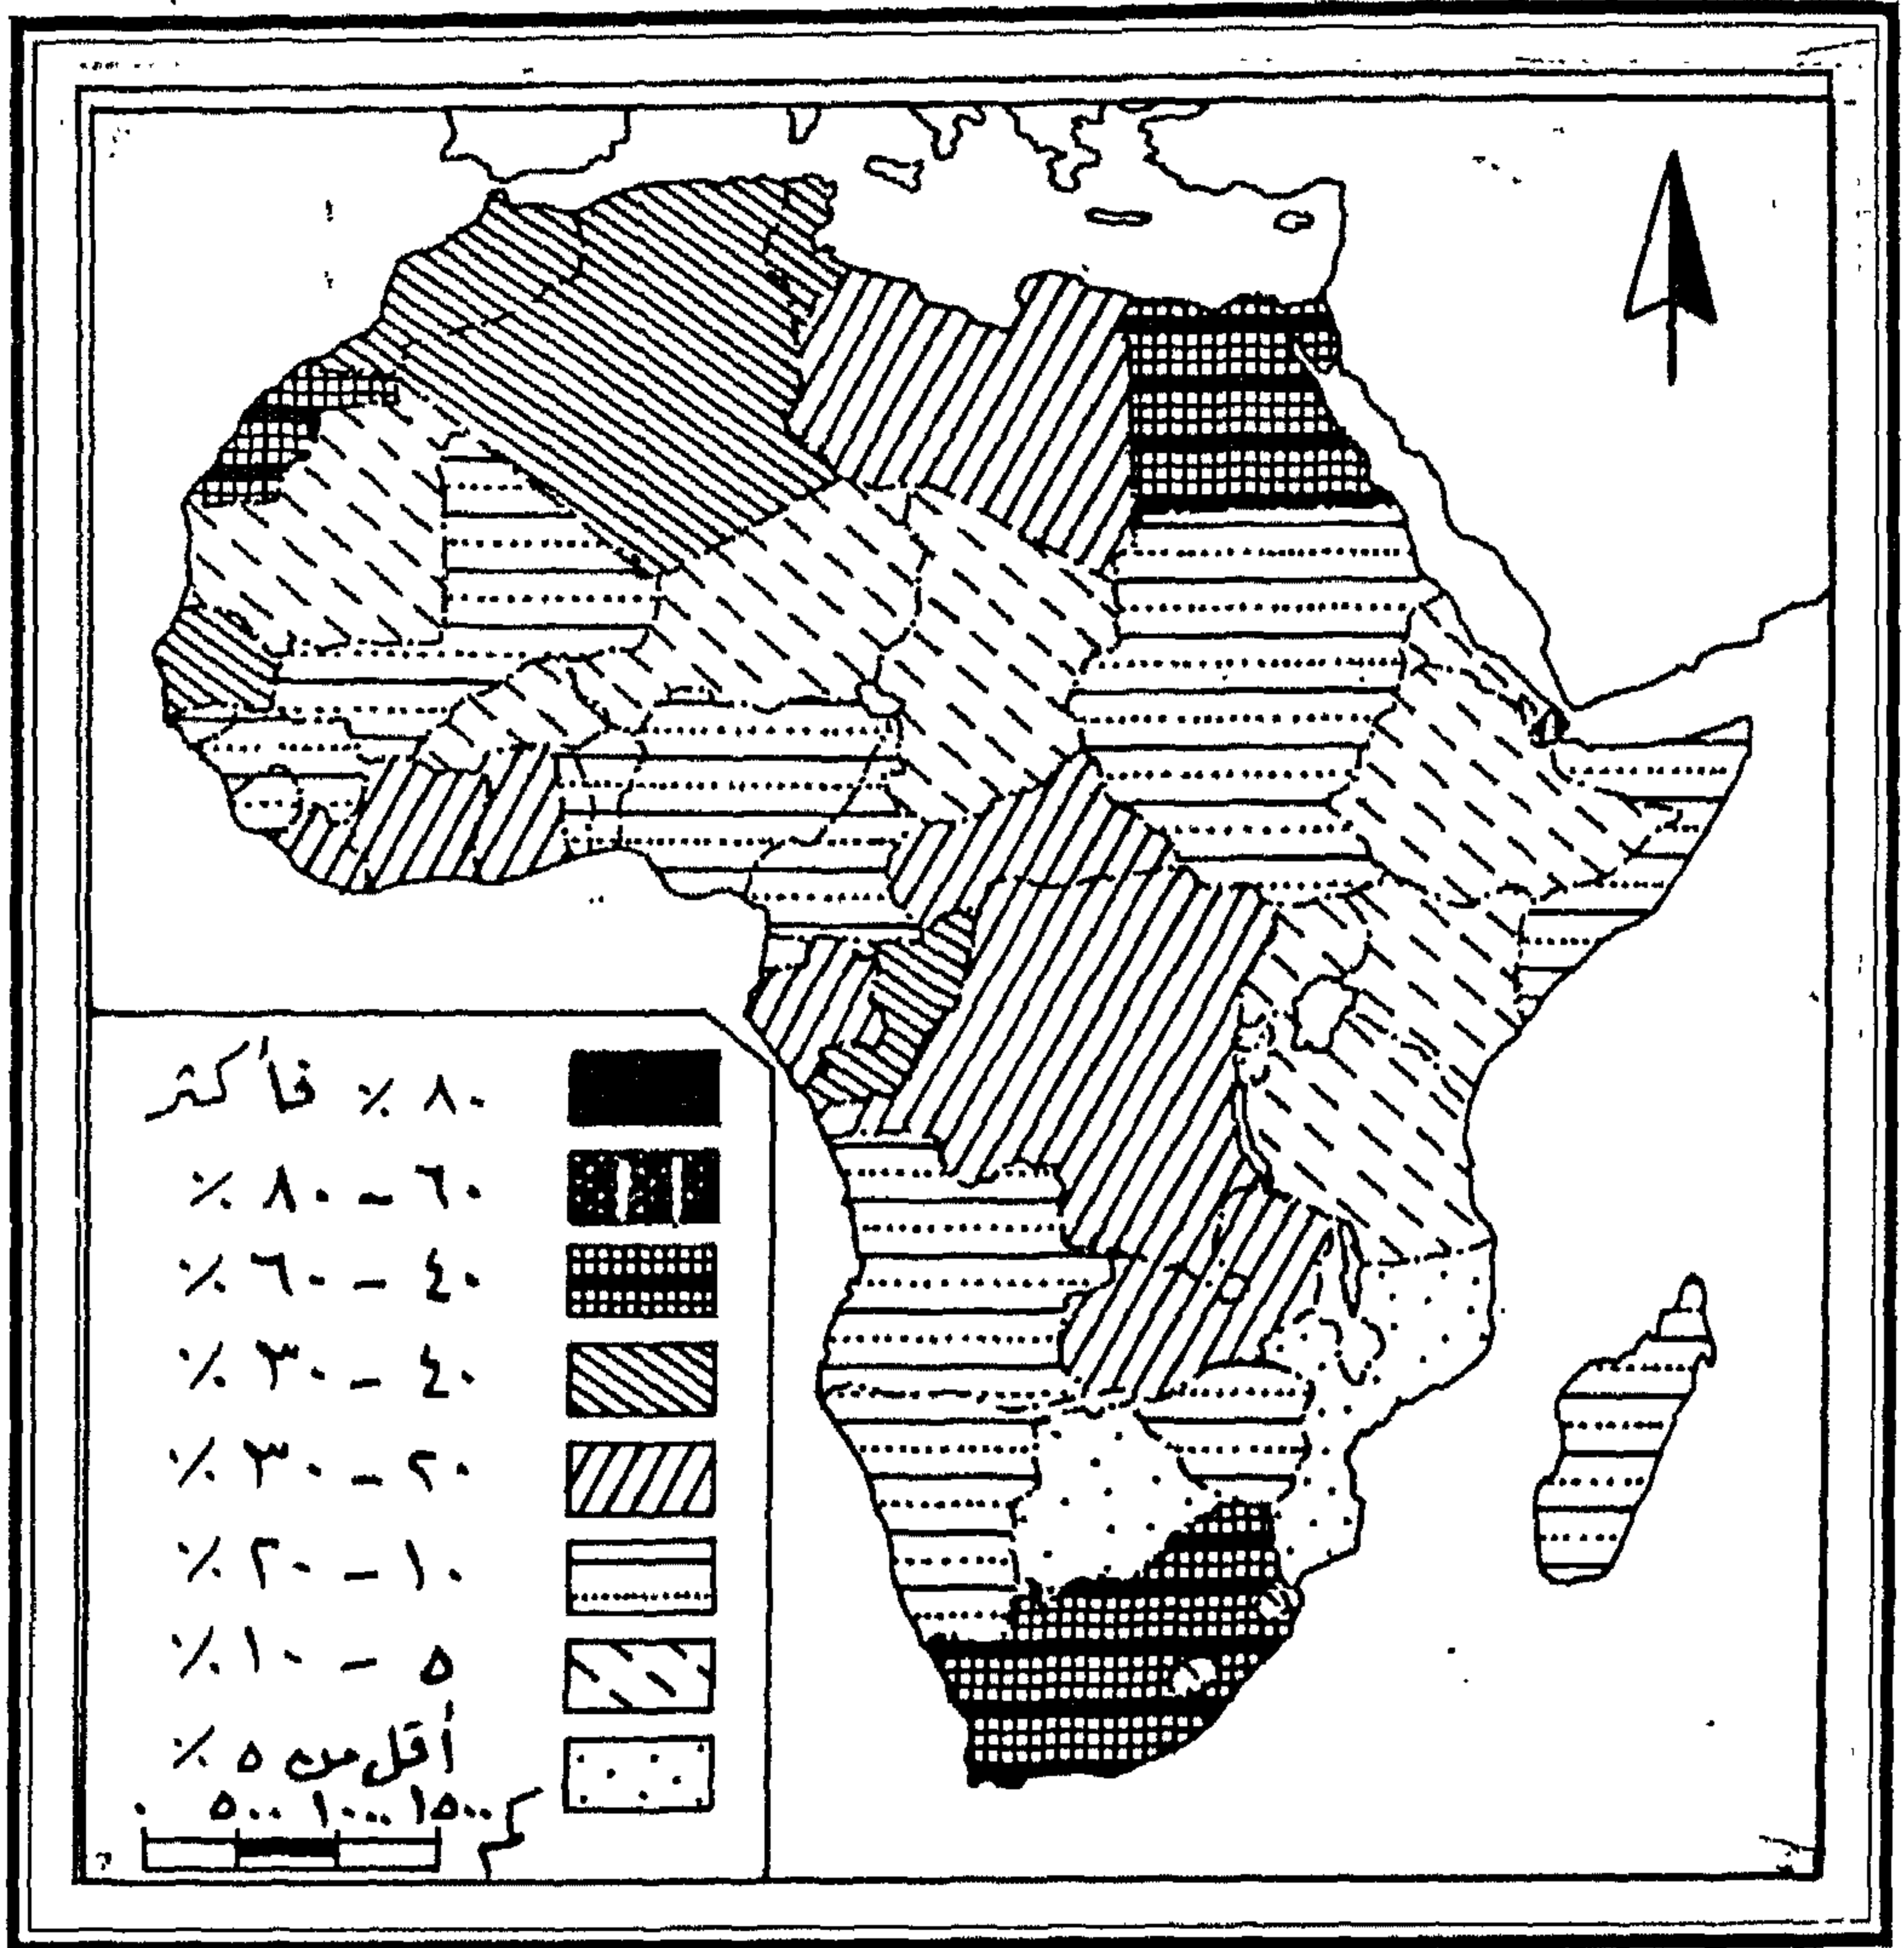 ٨٠ ٪ فأكثر
٦٠ – ٨٠ ٪
٤٠ – ٦٠ ٪
٤٠ – ٣٠ ٪
٢٠ – ٣٠ ٪
١٠ – ٢٠ ٪
٥ – ١٠ ٪
أقل من ٥ ٪
٠ ٥٠٠ ١٠٠٠ ١٥٠٠ كم